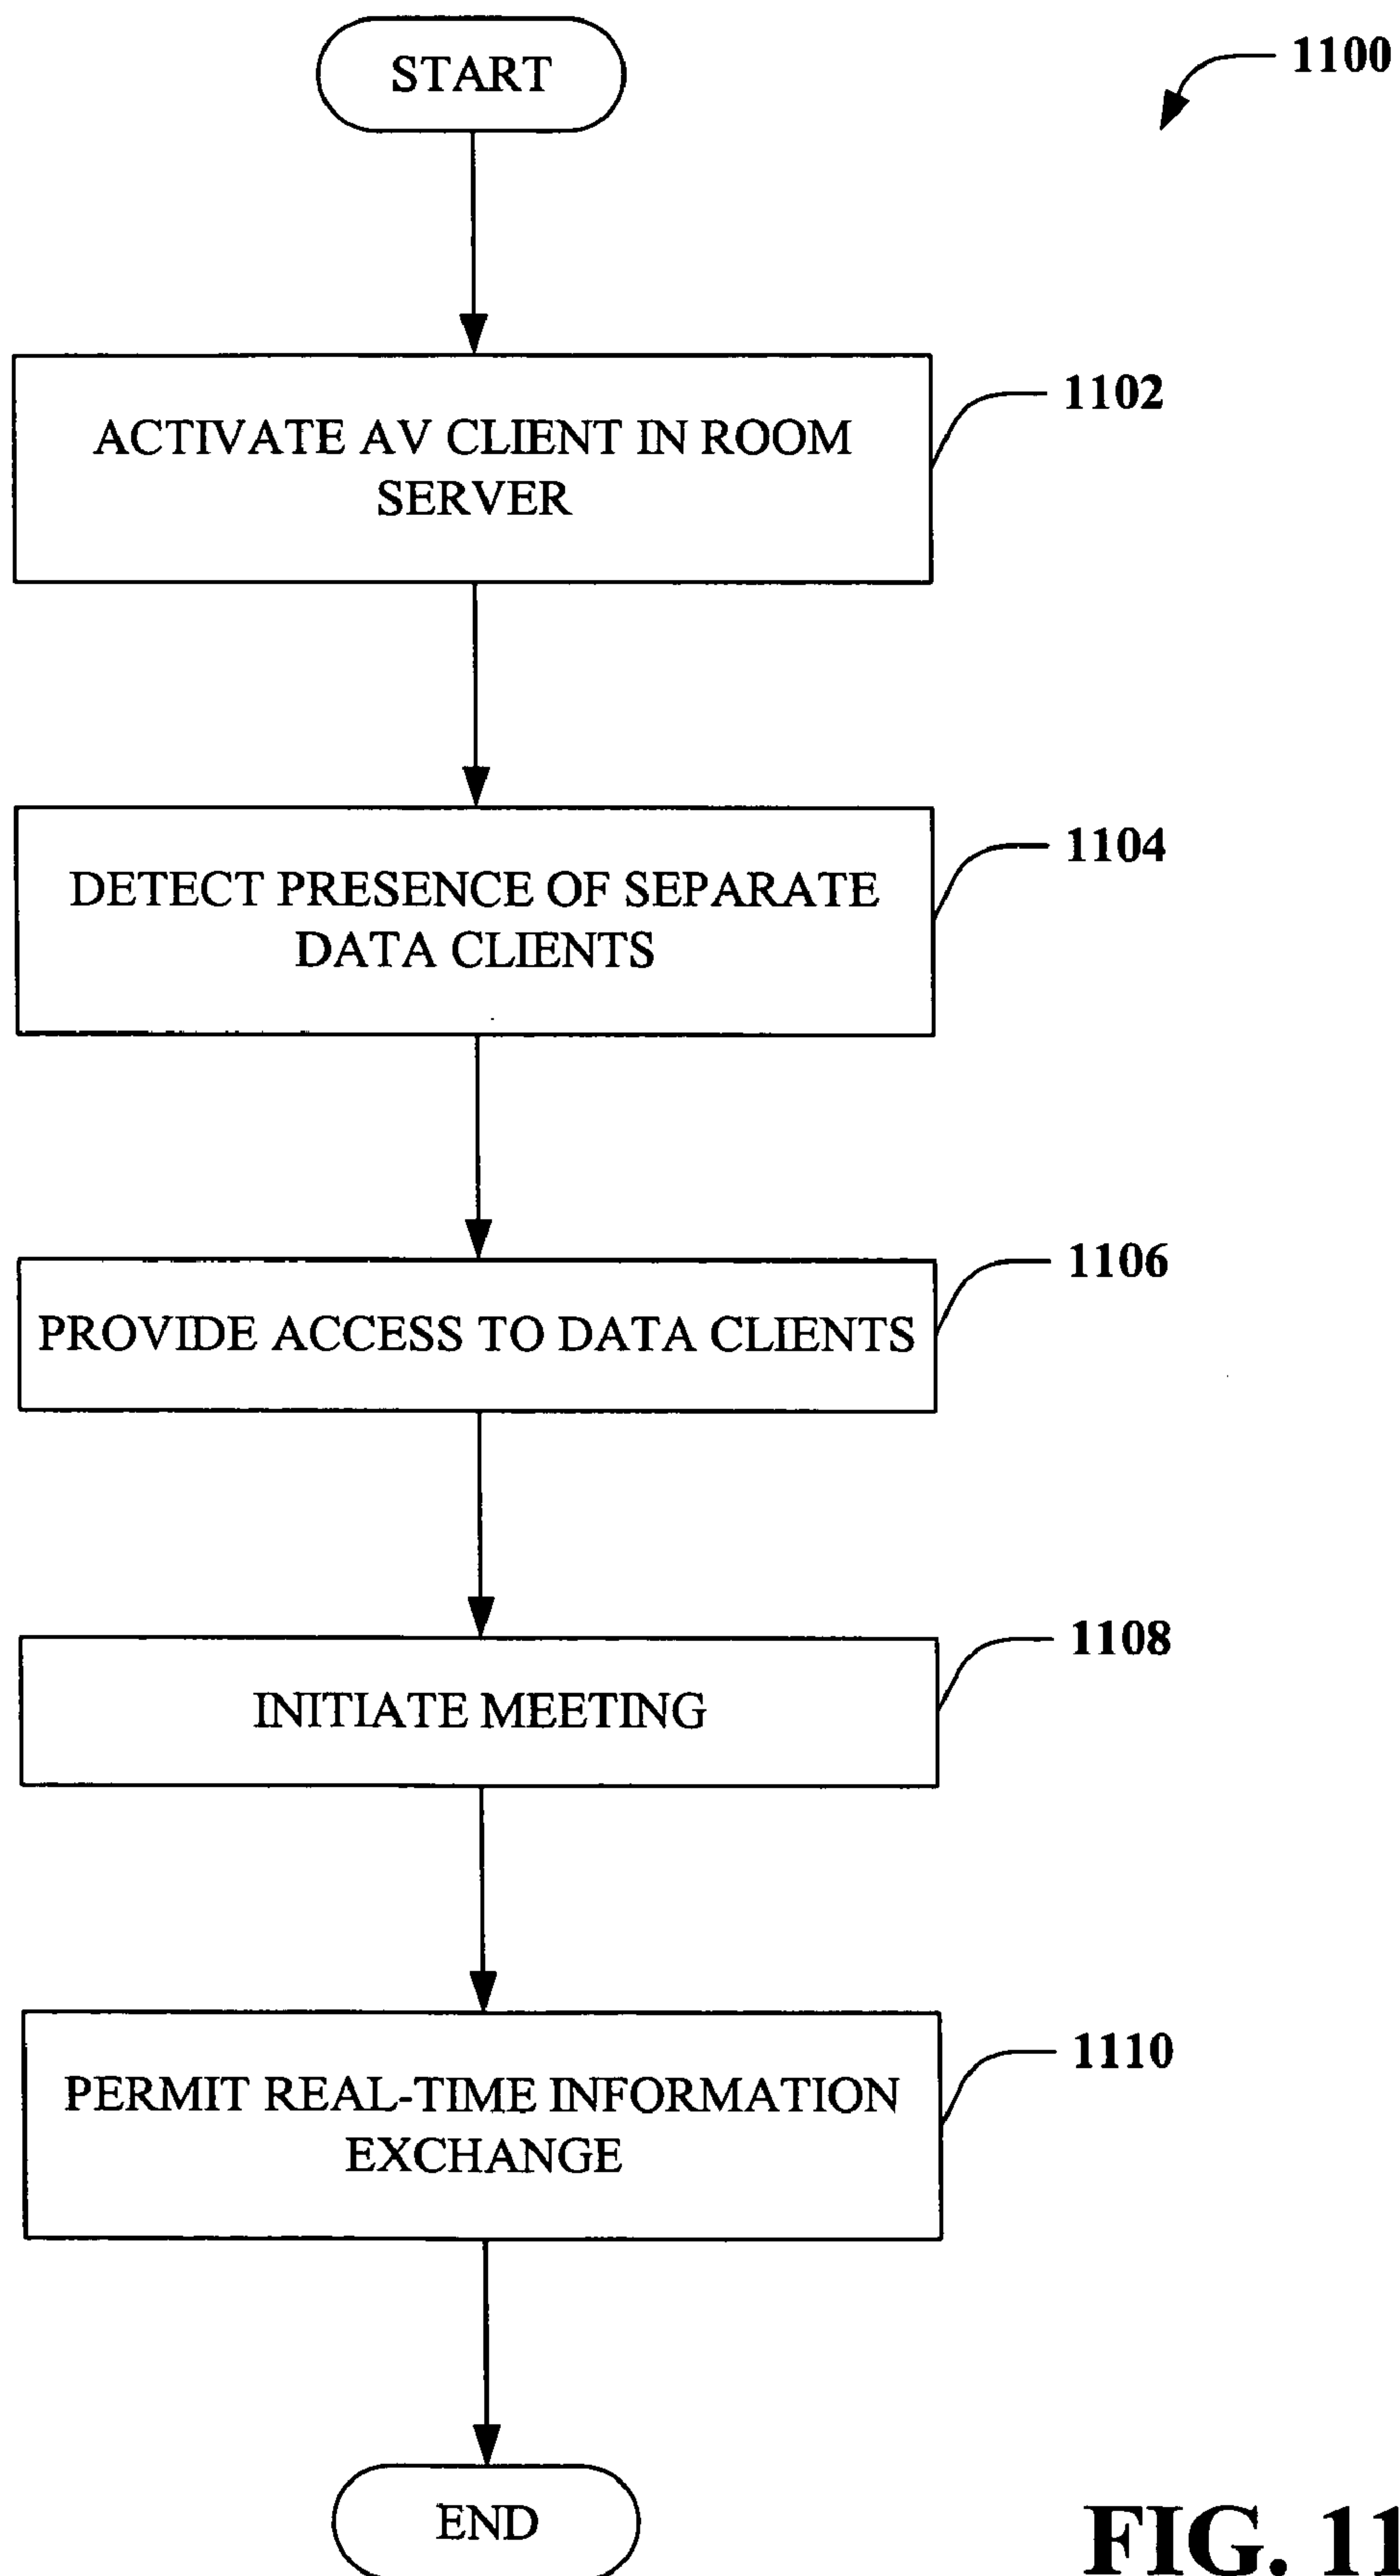 START
1100
ACTIVATE AV CLIENT IN ROOM
SERVER
1102
DETECT PRESENCE OF SEPARATE
DATA CLIENTS
1104
PROVIDE ACCESS TO DATA CLIENTS
1106
INITIATE MEETING
1108
PERMIT REAL-TIME INFORMATION
EXCHANGE
1110
END
FIG. 11